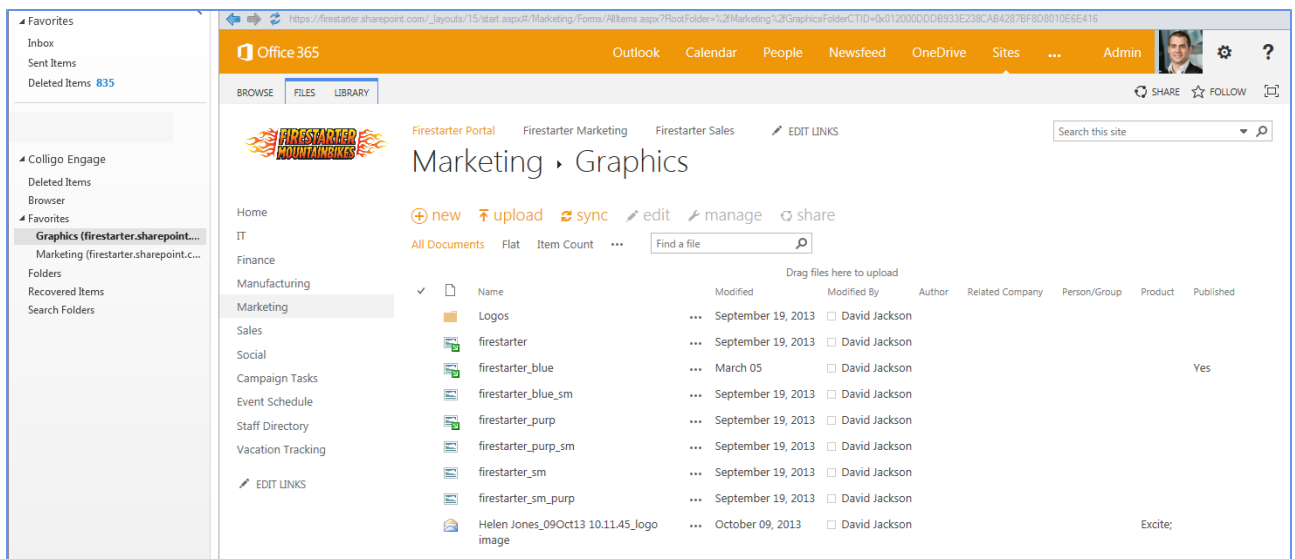 Favorites
Inbox
Sent Items
Deleted Items 835
Colligo Engage
Deleted Items
Browser
Favorites
Graphics (firestarter.sharepoint....
Marketing (firestarter.sharepoint.c...
Folders
Recovered Items
Search Folders
https://firestarter.sharepoint.com/_layouts/15/start.aspx#/Marketing/Forms/AllItems.aspx?RootFolder=%2fMarketing%2fGraphicsFolderCTID=0x012000DDDB933E238CAB4287BF8D8010E6E416
Office 365 Outlook Calendar People Newsfeed OneDrive Sites ... Admin ?
BROWSE FILES LIBRARY SHARE FOLLOW
FIRESTARTER
MOUNTAINBIKES
Firestarter Portal Firestarter Marketing Firestarter Sales EDIT LINKS Search this site
Marketing › Graphics
Home
IT
Finance
Manufacturing
Marketing
Sales
Social
Campaign Tasks
Event Schedule
Staff Directory
Vacation Tracking
EDIT LINKS
new upload sync edit manage share
All Documents Flat Item Count ... Find a file
Drag files here to upload
Name Modified Modified By Author Related Company Person/Group Product Published
Logos ... September 19, 2013 David Jackson
firestarter ... September 19, 2013 David Jackson
firestarter_blue ... March 05 David Jackson Yes
firestarter_blue_sm ... September 19, 2013 David Jackson
firestarter_purp ... September 19, 2013 David Jackson
firestarter_purp_sm ... September 19, 2013 David Jackson
firestarter_sm ... September 19, 2013 David Jackson
firestarter_sm_purp ... September 19, 2013 David Jackson
Helen Jones_09Oct13 10.11.45_logo ... October 09, 2013 David Jackson Excite;
image